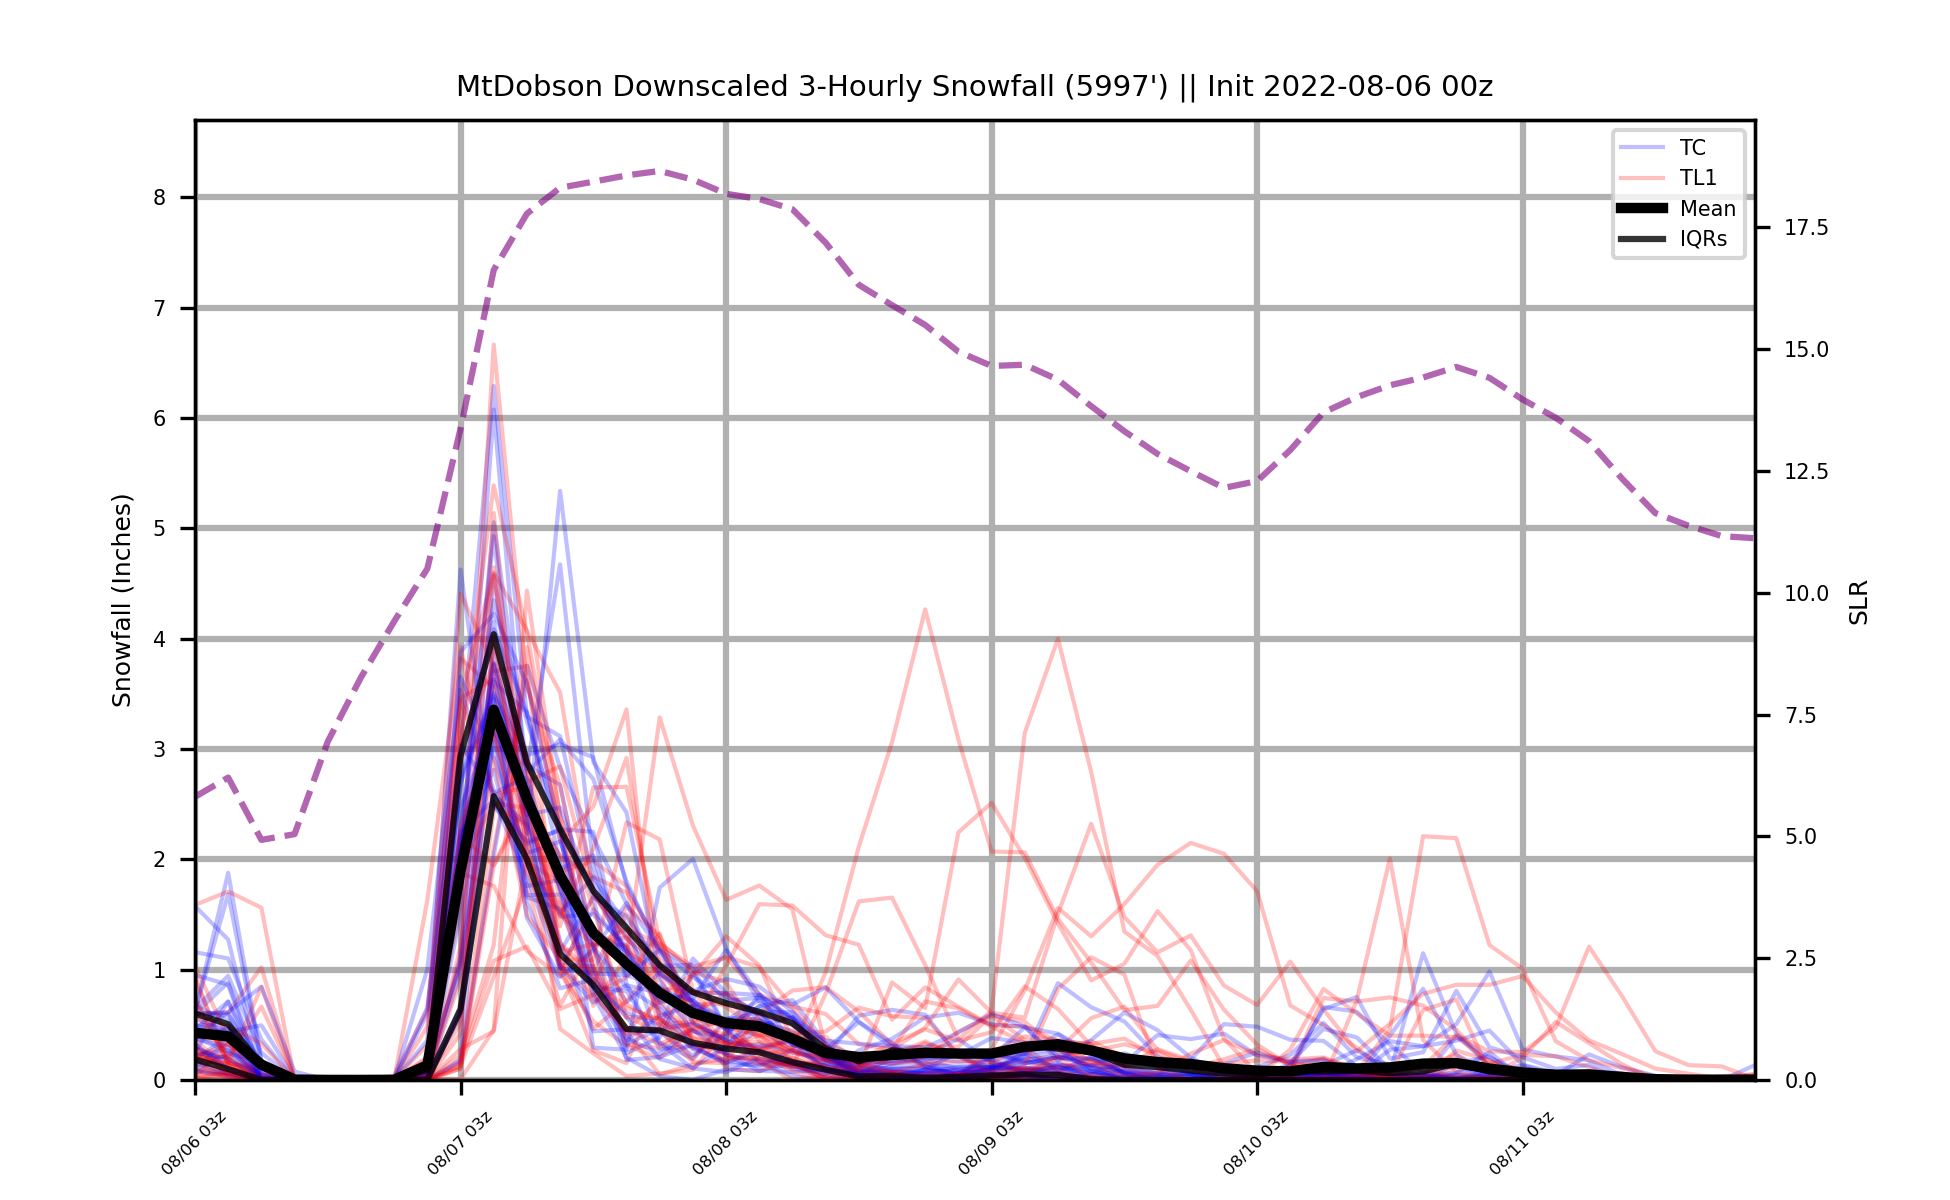 MtDobson Downscaled 3-Hourly Snowfall (5997') || Init 2022-08-06 00z
TC
TL1
Mean
IQRs
8
7
6
5
4
3
2
1
0
Snowfall (Inches)
17.5
15.0
12.5
10.0
7.5
5.0
2.5
0.0
SLR
08/06 03z
08/07 03z
08/08 03z
08/09 03z
08/10 03z
08/11 03z